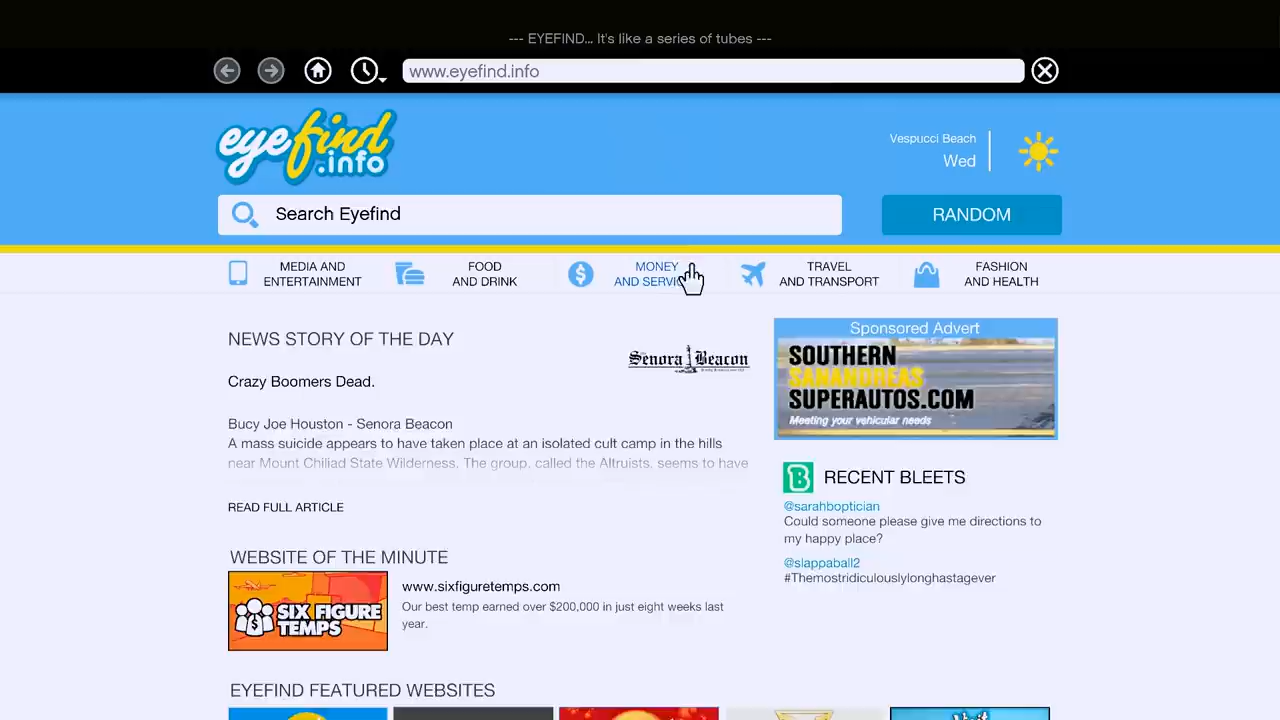 --- EYEFIND... It's like a series of tubes ---
www.eyefind.info
eyefind
.info
Vespucci Beach
Wed
Search Eyefind
RANDOM
MEDIA AND
ENTERTAINMENT
FOOD
AND DRINK
MONEY
AND
TRAVEL
AND TRANSPORT
FASHION
AND HEALTH
NEWS STORY OF THE DAY
Senora Beacon
Crazy Boomers Dead.
Bucy Joe Houston - Senora Beacon
A mass suicide appears to have taken place at an isolated cult camp in the hills
near Mount Chiliad State Wilderness. The group, called the Altruists, seems to have
READ FULL ARTICLE
Sponsored Advert
SOUTHERN
SANANDREAS
SUPERAUTOS.COM
Meeting your vehicular needs
RECENT BLEETS
@sarahboptician
Could someone please give me directions to
my happy place?
@slappaball2
#Themostridiculouslylonghastagever
WEBSITE OF THE MINUTE
SIX FIGURE
TEMPS
www.sixfiguretemps.com
Our best temp earned over $200,000 in just eight weeks last
year.
EYEFIND FEATURED WEBSITES